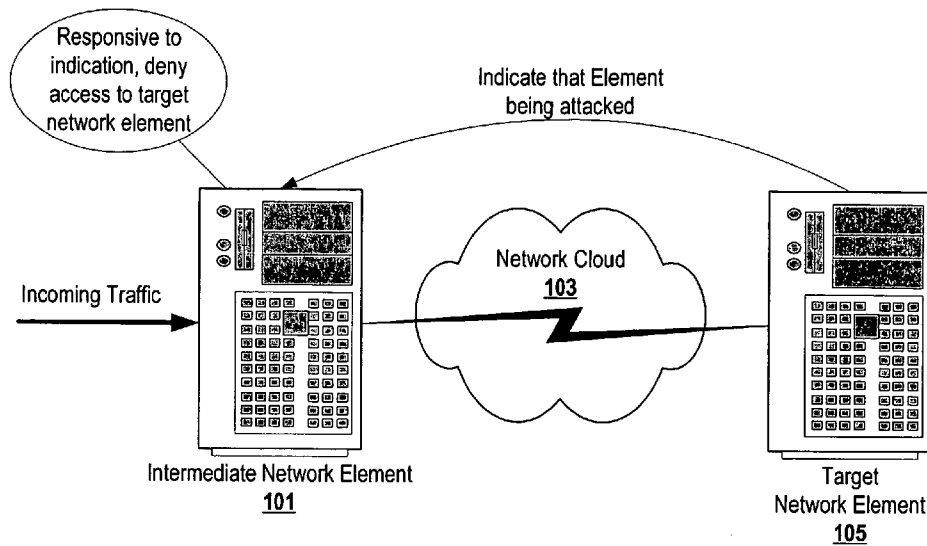 Responsive to
indication, deny
access to target
network element
Indicate that Element
being attacked
Network Cloud
103
Incoming Traffic
Intermediate Network Element
101
Target
Network Element
105